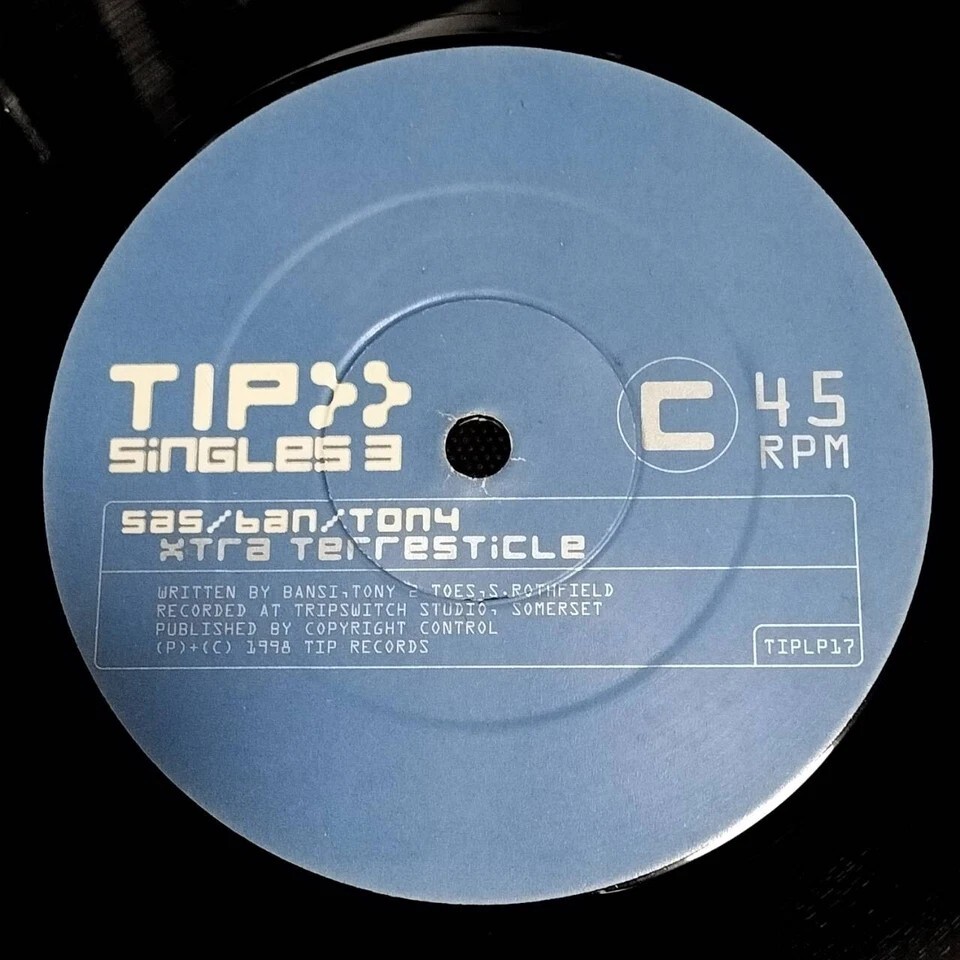 TIP
SiNGLES 3
C
45
RPM
sas/ban/TONY
XTra TerresTiCLe
WRITTEN BY BANSI,TONY 2 TOES,S.ROTHFIELD
RECORDED AT TRIPSWITCH STUDIO, SOMERSET
PUBLISHED BY COPYRIGHT CONTROL
(P)+(C) 1998 TIP RECORDS
TIPLP17